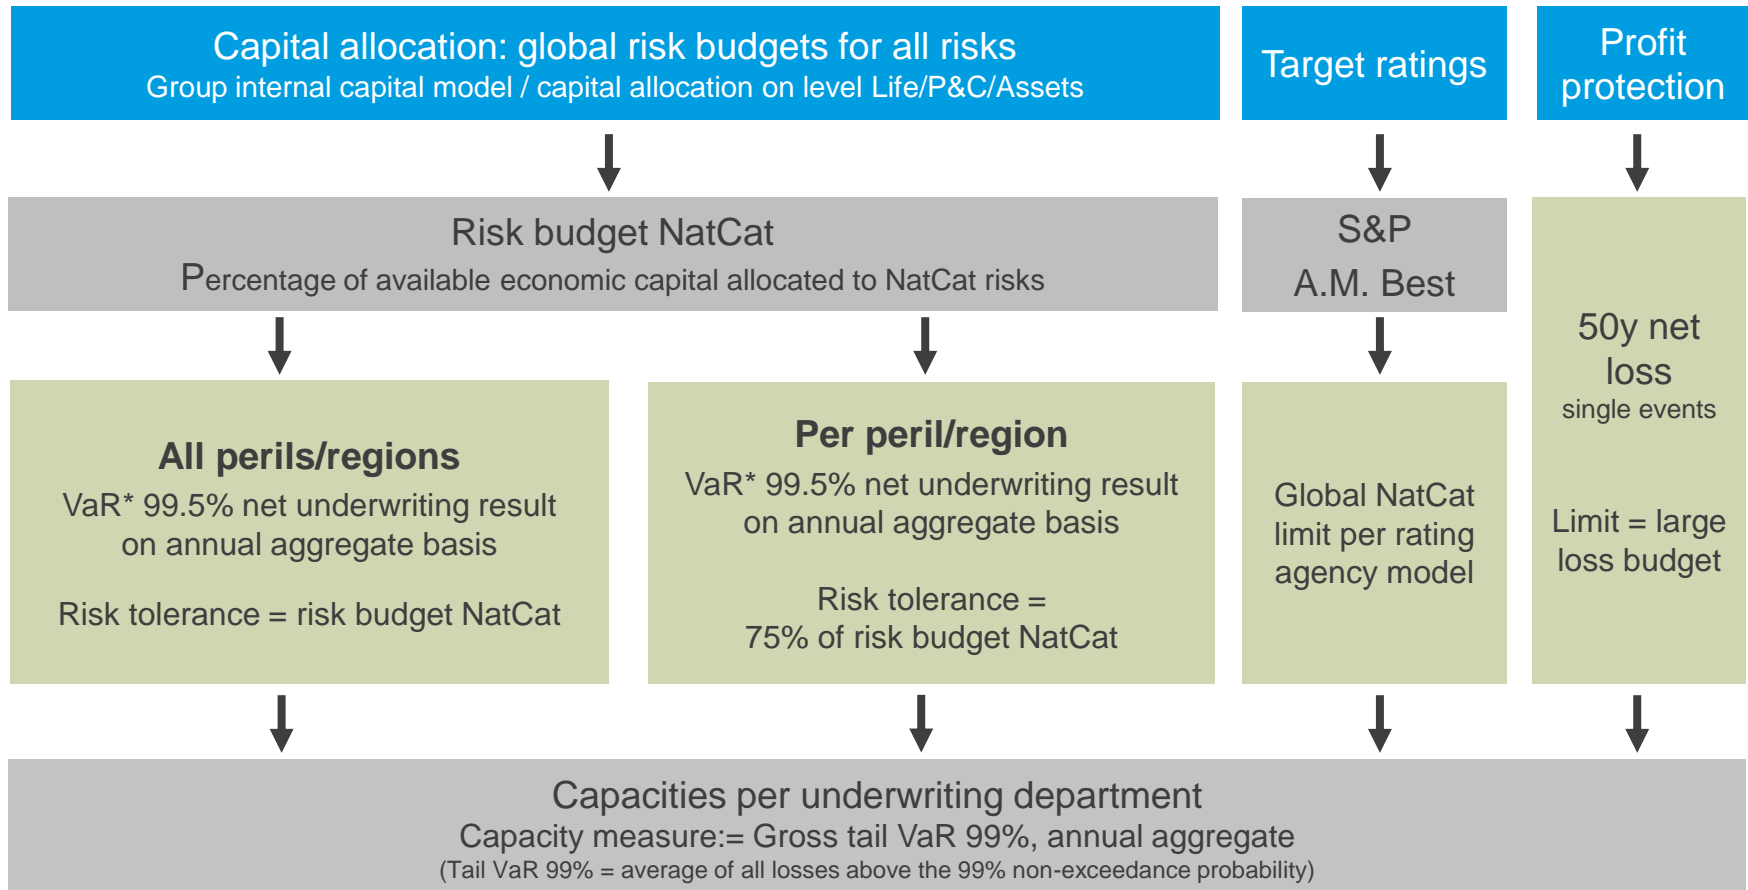 Capital allocation: global risk budgets for all risks
Group internal capital model / capital allocation on level Life/P&C/Assets
Target ratings
Profit
protection
Risk budget NatCat
Percentage of available economic capital allocated to NatCat risks
S&P
A.M. Best
50y net
loss
single events
Limit = large
loss budget
All perils/regions
VaR* 99.5% net underwriting result
on annual aggregate basis
Risk tolerance = risk budget NatCat
Per peril/region
VaR* 99.5% net underwriting result
on annual aggregate basis
Risk tolerance =
75% of risk budget NatCat
Global NatCat
limit per rating
agency model
Capacities per underwriting department
Capacity measure:= Gross tail VaR 99%, annual aggregate
(Tail VaR 99% = average of all losses above the 99% non-exceedance probability)